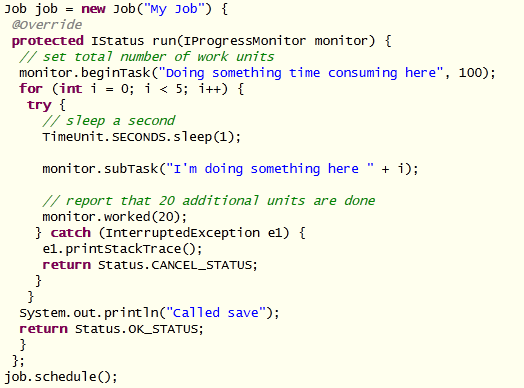 Job job = new Job("My Job") {
@Override
protected IStatus run(IProgressMonitor monitor) {
// set total number of work units
monitor.beginTask("Doing something time consuming here", 100);
for (int i = 0; i < 5; i++) {
try {
// sleep a second
TimeUnit.SECONDS.sleep(1);
monitor.subTask("I'm doing something here " + i);
// report that 20 additional units are done
monitor.worked(20);
} catch (InterruptedException e1) {
e1.printStackTrace();
return Status.CANCEL_STATUS;
}
}
System.out.println("Called save");
return Status.OK_STATUS;
}
};
job.schedule();